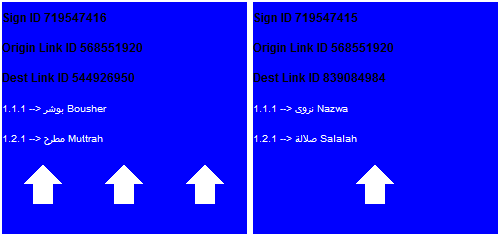 Sign ID 719547416
Origin Link ID 568551920
Dest Link ID 544926950
1.1.1 --> بوشر Bousher
1.2.1 --> مطرح Muttrah
Sign ID 719547415
Origin Link ID 568551920
Dest Link ID 839084984
1.1.1 --> نزوى Nazwa
1.2.1 --> صلالة Salalah